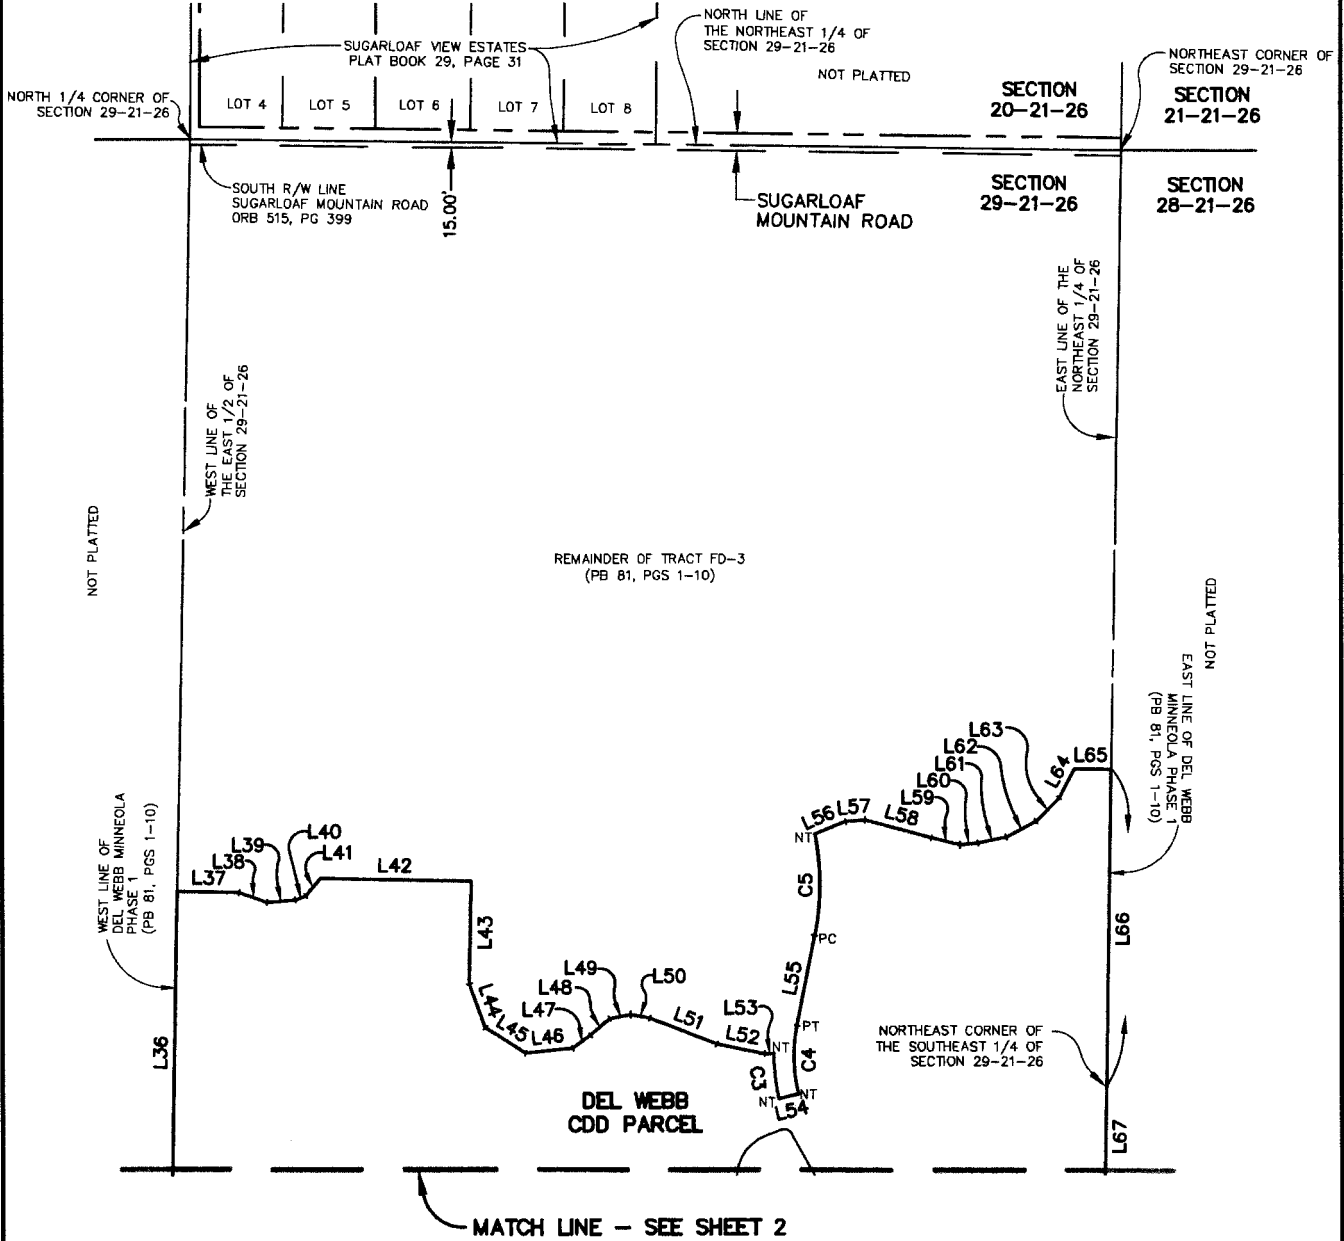 NORTH LINE OF
THE NORTHEAST 1/4 OF
SECTION 29-21-26
SUGARLOAF VIEW ESTATES
PLAT BOOK 29, PAGE 31
NOT PLATTED
NORTHEAST CORNER OF
SECTION 29-21-26
NORTH 1/4 CORNER OF
SECTION 29-21-26
LOT 4
LOT 5
LOT 6
LOT 7
LOT 8
SECTION
20-21-26
SECTION
21-21-26
SOUTH R/W LINE
SUGARLOAF MOUNTAIN ROAD
ORB 515, PG 399
15.00'
SUGARLOAF
MOUNTAIN ROAD
SECTION
29-21-26
SECTION
28-21-26
EAST LINE OF THE
NORTHEAST 1/4 OF
SECTION 29-21-26
WEST LINE OF
THE EAST 1/2 OF
SECTION 29-21-26
NOT PLATTED
REMAINDER OF TRACT FD-3
(PB 81, PGS 1-10)
NOT PLATTED
EAST LINE OF DEL WEBB
MINNEOLA PHASE 1
(PB 81, PGS 1-10)
WEST LINE OF
DEL WEBB MINNEOLA
PHASE 1
(PB 81, PGS 1-10)
L36
L37
L38
L39
L40
L41
L42
L43
L44
L45
L46
L47
L48
L49
L50
L51
L52
L53
NT
C3
NT
L54
NT
C4
PT
L55
PC
C5
NT
L56
L57
L58
L59
L60
L61
L62
L63
L64
L65
L66
NORTHEAST CORNER OF
THE SOUTHEAST 1/4 OF
SECTION 29-21-26
L67
DEL WEBB
CDD PARCEL
MATCH LINE - SEE SHEET 2